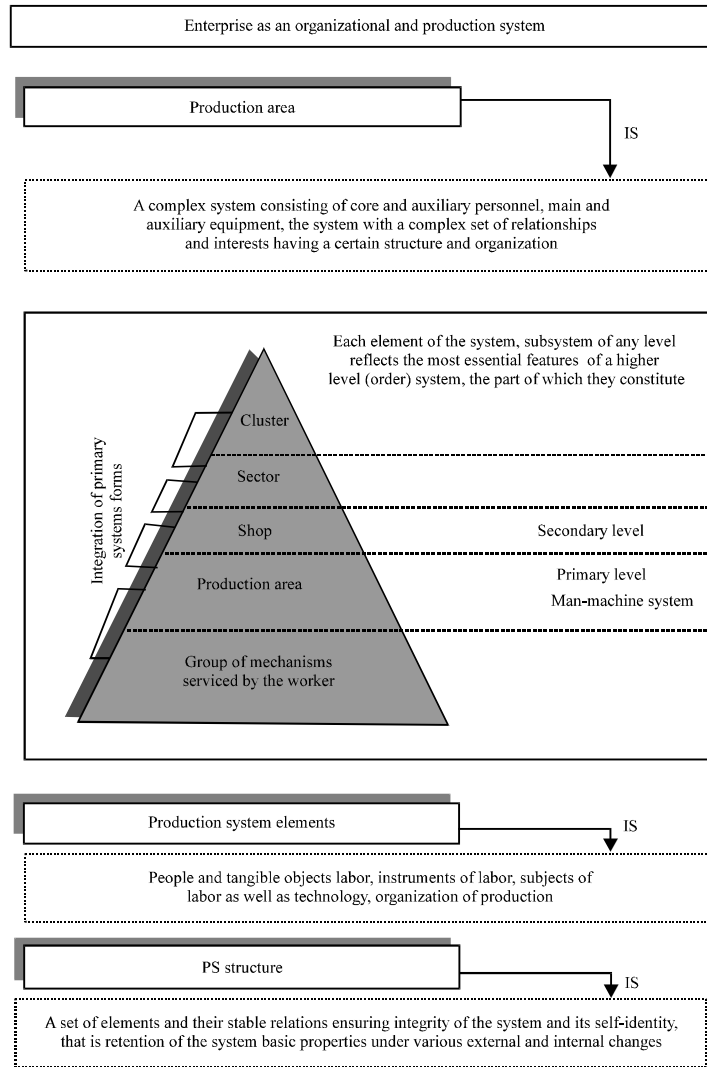 Enterprise as an organizational and production system
Production area
IS
A complex system consisting of core and auxiliary personnel, main and
auxiliary equipment, the system with a complex set of relationships
and interests having a certain structure and organization
Each element of the system, subsystem of any level
reflects the most essential features of a higher
level (order) system, the part of which they constitute
Integration of primary
systems forms
Cluster
Sector
Shop
Secondary level
Production area
Primary level
Man-machine system
Group of mechanisms
serviced by the worker
Production system elements
IS
People and tangible objects labor, instruments of labor, subjects of
labor as well as technology, organization of production
PS structure
IS
A set of elements and their stable relations ensuring integrity of the system and its self-identity,
that is retention of the system basic properties under various external and internal changes